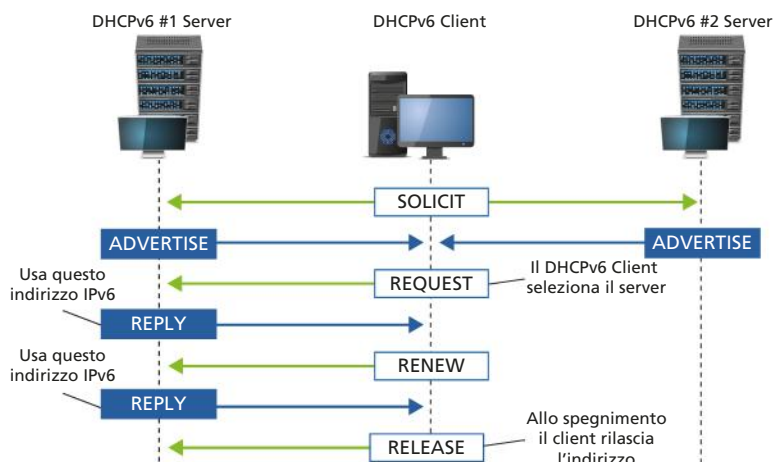 DHCPv6 #1 Server
DHCPv6 Client
DHCPv6 #2 Server
SOLICIT
ADVERTISE
ADVERTISE
Usa questo
indirizzo IPv6
REQUEST
Il DHCPv6 Client
seleziona il server
REPLY
Usa questo
indirizzo IPv6
RENEW
REPLY
RELEASE
Allo spegnimento
il client rilascia
l'indirizzo